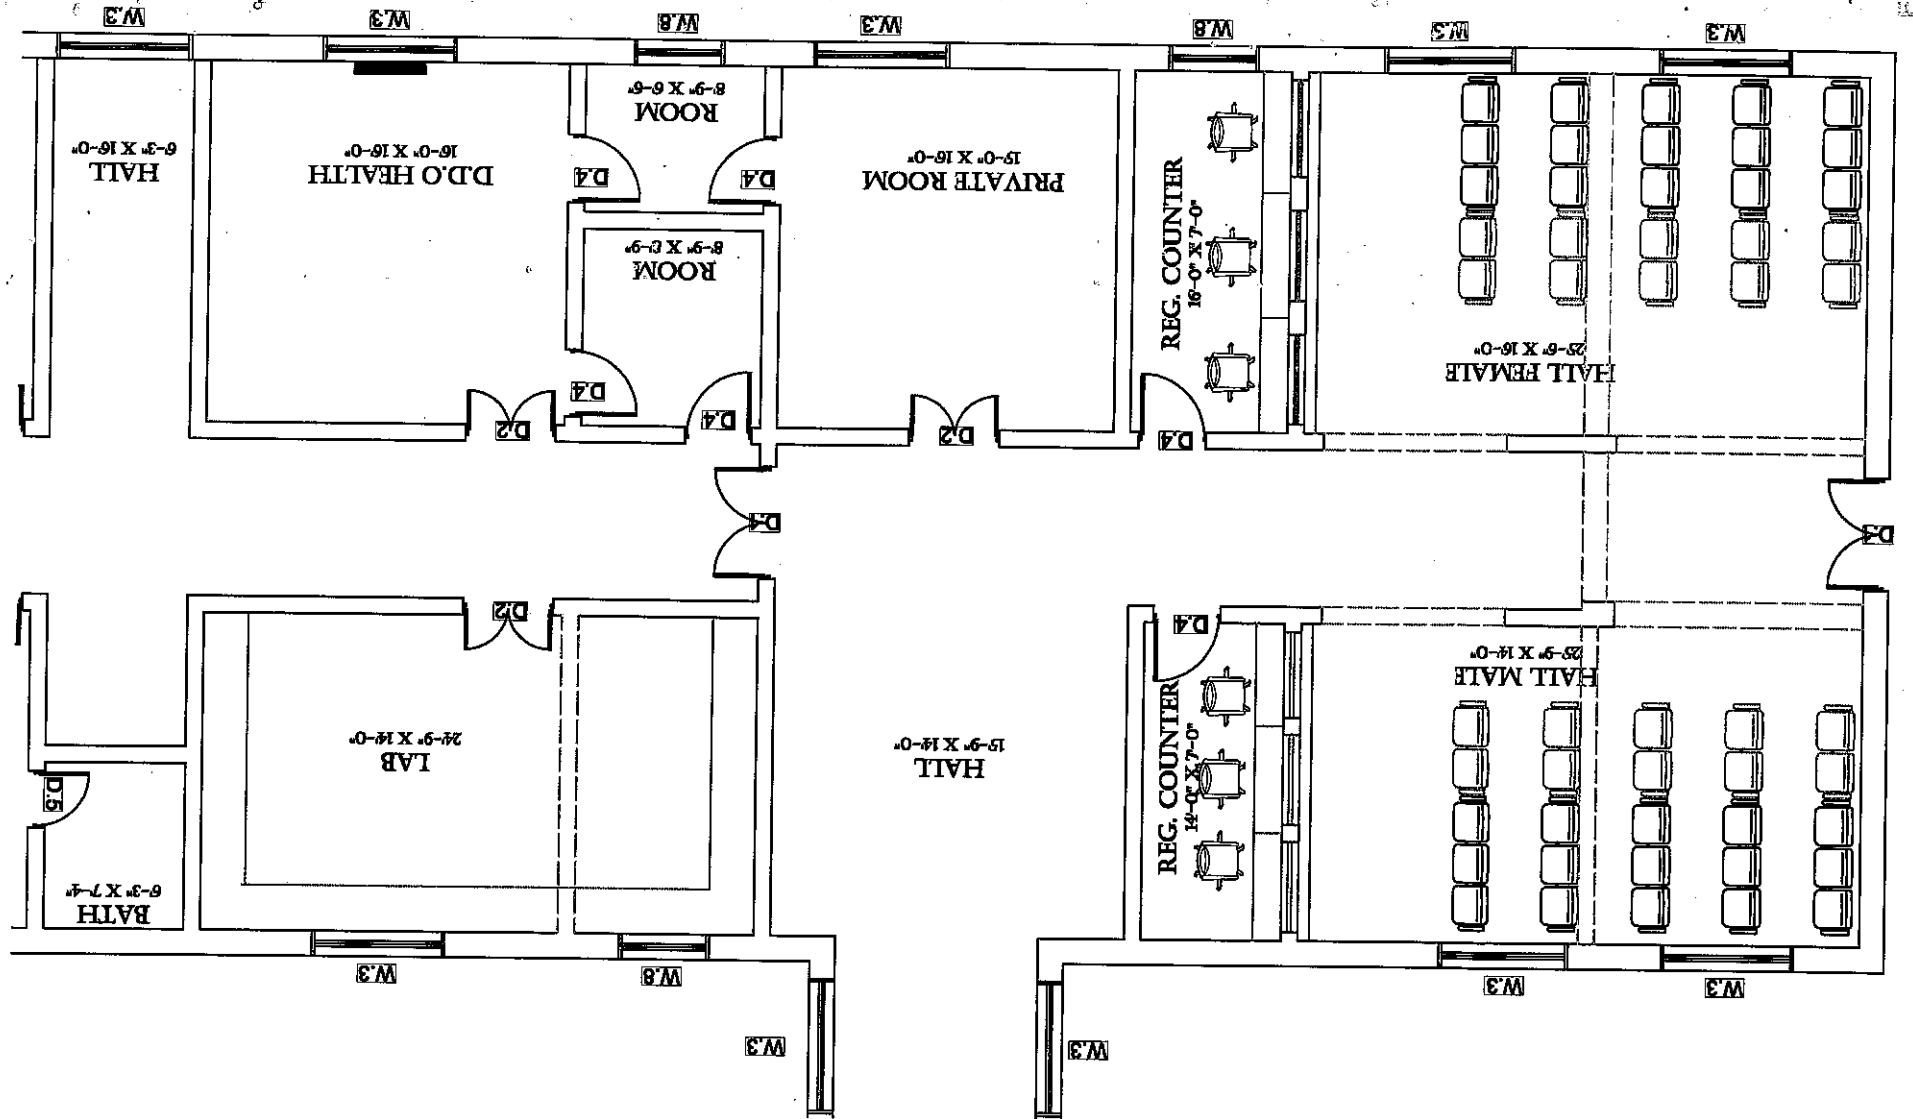 W.3
W.3
W.3
W.3
W.8
W.3
BATH
6'-3" X 7'-4"
REG. COUNTER
14'-0" X 7'-0"
D.5
HALL
15'-9" X 14'-0"
LAB
24'-9" X 14'-0"
HALL MALE
25'-9" X 14'-0"
D.4
D.2
D.4
D.4
D.2
D.2
D.4
D.4
HALL FEMALE
25'-6" X 16'-0"
REG. COUNTER
16'-0" X 7'-0"
ROOM
8'-9" X
PRIVATE ROOM
15'-0" X 16'-0"
D.4
D.4
D.D.O HEALTH
16'-0" X 16'-0"
HALL
6'-3" X 16'-0"
ROOM
8'-9" X 6'-6"
W.3
W.3
W.8
W.3
W.8
W.3
W.3